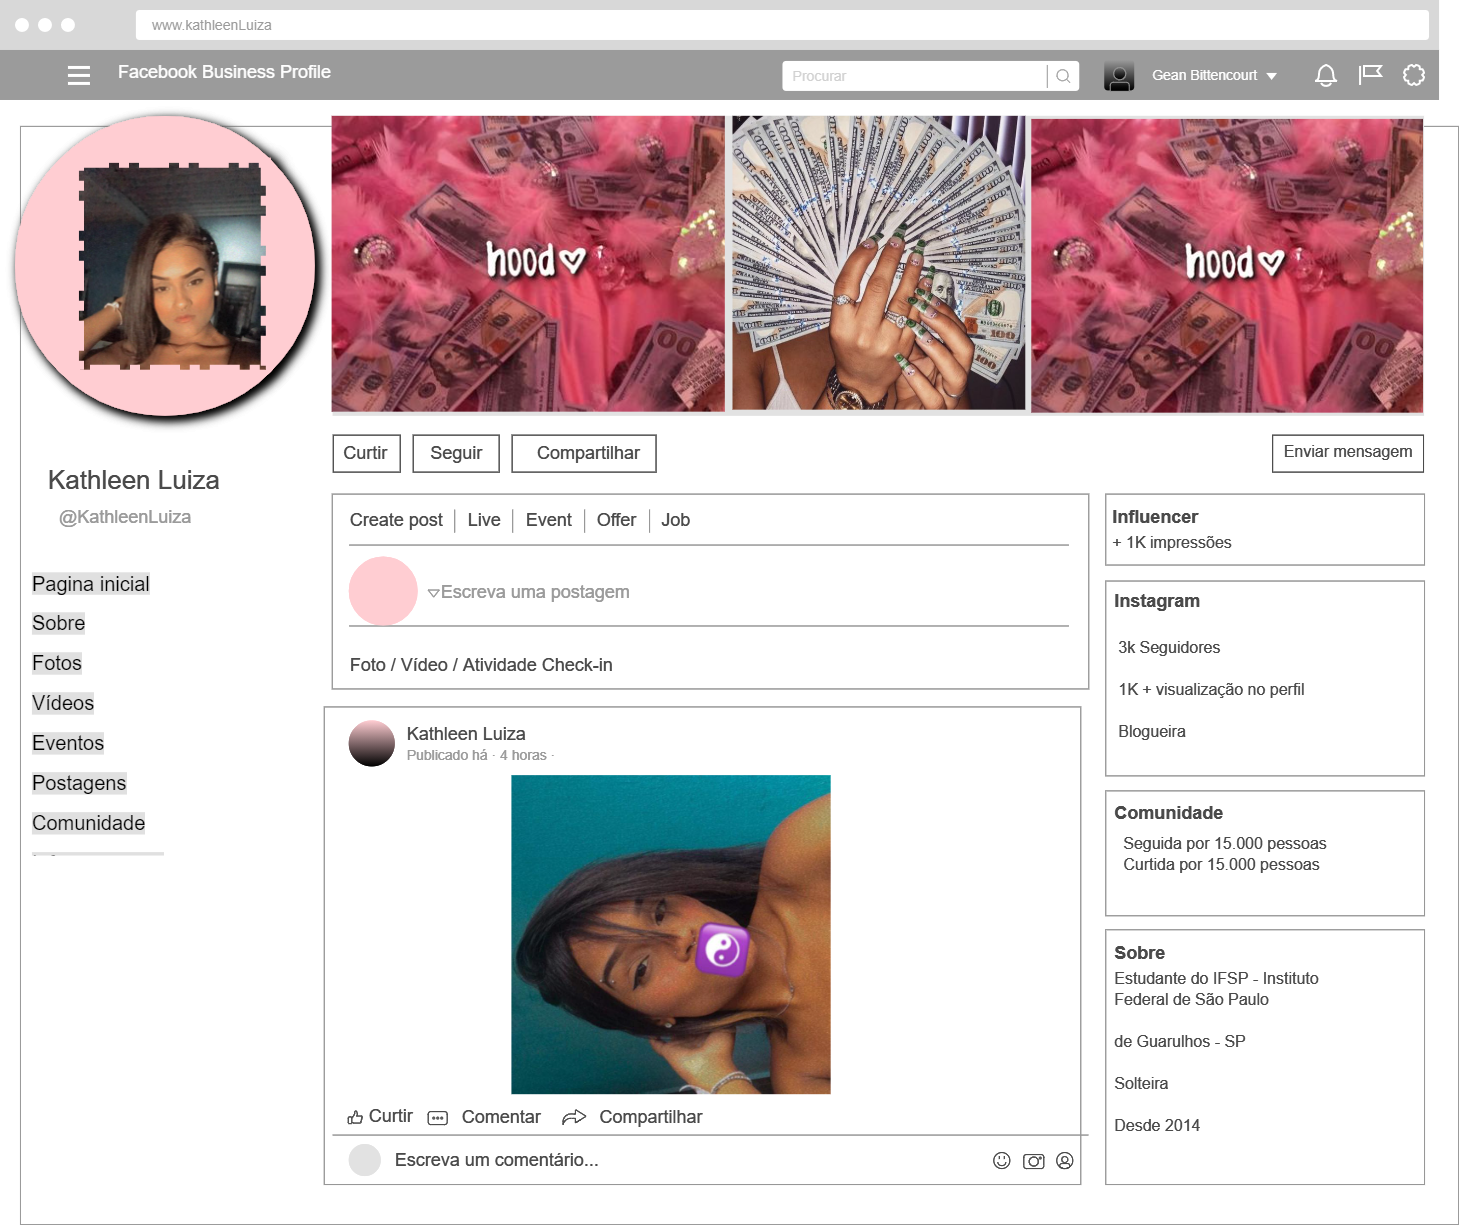 www.kathleenLuiza
Facebook Business Profile
Procurar
Gean Bittencourt
hood
hood
100
100
Curtir
Seguir
Compartilhar
Enviar mensagem
Kathleen Luiza
@KathleenLuiza
Pagina inicial
Sobre
Fotos
Vídeos
Eventos
Postagens
Comunidade
Create post
Live
Event
Offer
Job
Escreva uma postagem
Foto / Vídeo / Atividade Check-in
Kathleen Luiza
Publicado há · 4 horas ·
Curtir
Comentar
Compartilhar
Escreva um comentário...
Influencer
+ 1K impressões
Instagram
3k Seguidores
1K + visualização no perfil
Blogueira
Comunidade
Seguida por 15.000 pessoas
Curtida por 15.000 pessoas
Sobre
Estudante do IFSP - Instituto
Federal de São Paulo
de Guarulhos - SP
Solteira
Desde 2014